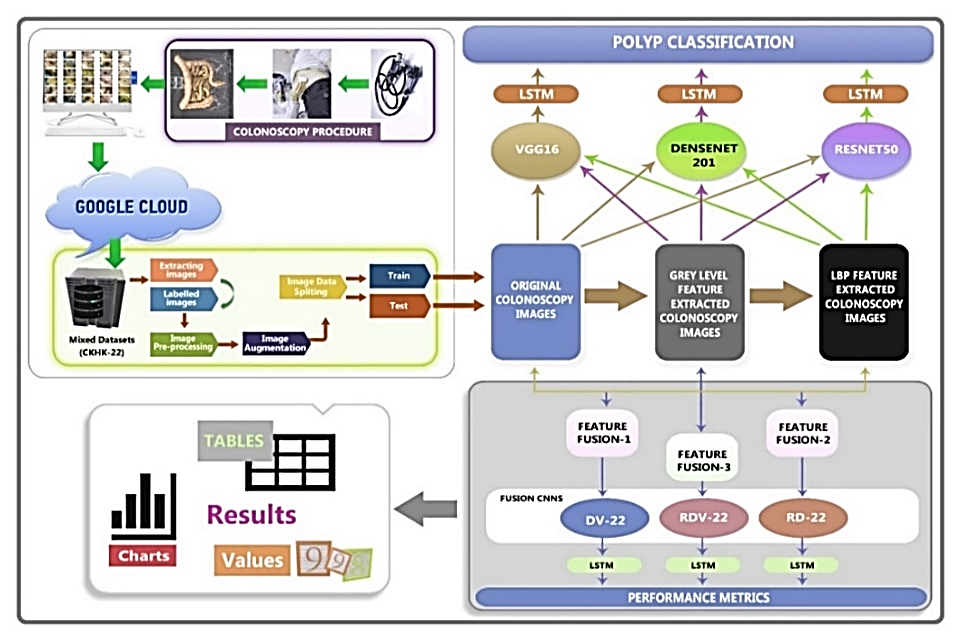 COLONOSCOPY PROCEDURE
GOOGLE CLOUD
Mixed Datasets
(CKHK-22)
Extracting
images
Labelled
images
Image
Pre-processing
Image
Augmentation
Image Data
Spliting
Train
Test
POLYP CLASSIFICATION
LSTM
LSTM
LSTM
VGG16
DENSENET
201
RESNET50
ORIGINAL
COLONOSCOPY
IMAGES
GREY LEVEL
FEATURE
EXTRACTED
COLONOSCOPY
IMAGES
LBP FEATURE
EXTRACTED
COLONOSCOPY
IMAGES
FEATURE
FUSION-1
FEATURE
FUSION-3
FEATURE
FUSION-2
FUSION CNNS
DV-22
RDV-22
RD-22
LSTM
LSTM
LSTM
PERFORMANCE METRICS
TABLES
Results
Charts
Values
99